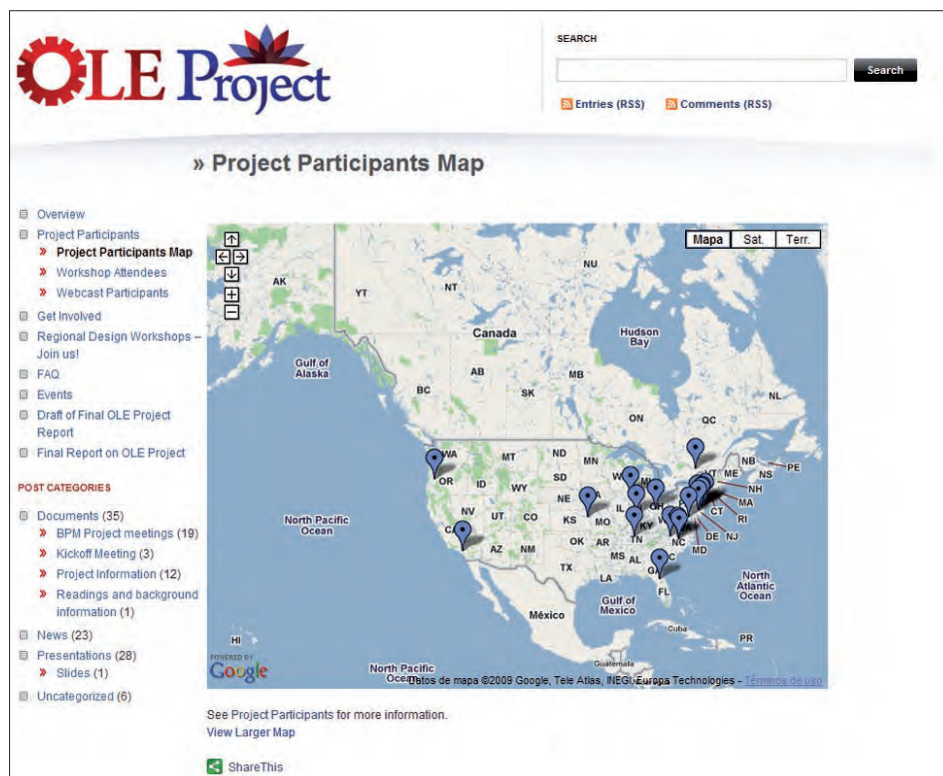 OLE Project
SEARCH
Search
Entries (RSS)
Comments (RSS)
» Project Participants Map
Overview
Project Participants
» Project Participants Map
» Workshop Attendees
» Webcast Participants
Get Involved
Regional Design Workshops –
Join us!
FAQ
Events
Draft of Final OLE Project
Report
Final Report on OLE Project
POST CATEGORIES
Documents (35)
» BPM Project meetings (19)
» Kickoff Meeting (3)
» Project Information (12)
» Readings and background
information (1)
News (23)
Presentations (28)
» Slides (1)
Uncategorized (6)
Mapa
Sat.
Terr.
AK
YT
NT
NU
Canada
Hudson
Bay
Gulf of
Alaska
BC
AB
SK
MB
ON
QC
NL
NB
PE
NS
WA
MT
ND
MN
VT
ME
NH
MA
RI
CT
NJ
DE
MD
OR
ID
WY
SD
NE
IL
OH
NV
UT
CO
KS
MO
KY
CA
AZ
NM
OK
AR
TN
NC
MS
AL
GA
TX
LA
FL
North Pacific
Ocean
North
Atlantic
Ocean
Gulf of
Mexico
México
Cuba
PR
Guatemala
HI
POWERED BY
Google
North Pacific
Ocean
Datos de mapa ©2009 Google, Tele Atlas, INEGI, Europa Technologies - Términos de uso
See Project Participants for more information.
View Larger Map
ShareThis